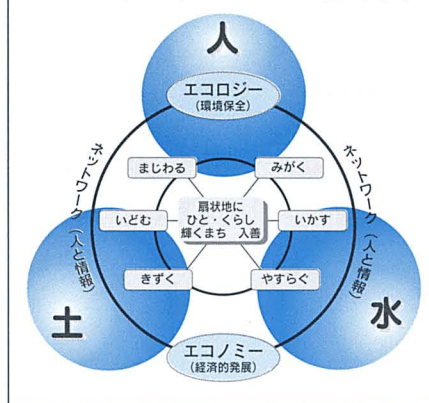 人
エコロジー
(環境保全)
ネットワーク(人と情報)
ネットワーク(人と情報)
まじわる
みがく
いどむ
扇状地に
ひと・くらし
輝くまち 入善
いかす
きずく
やすらぐ
土
水
エコノミー
(経済的発展)